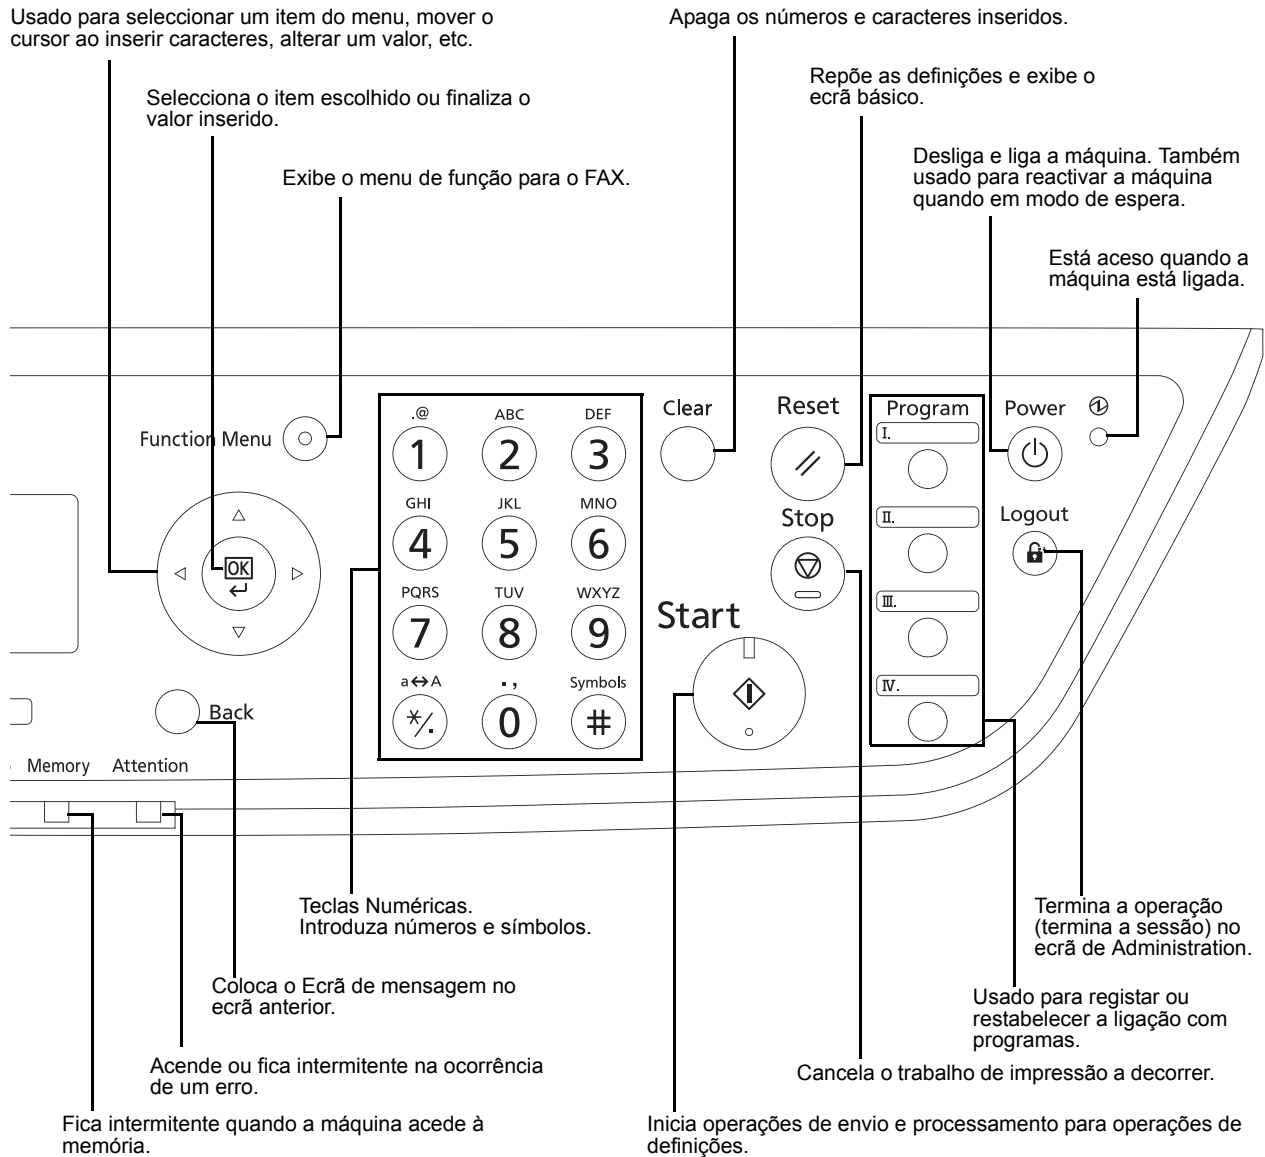 Usado para seleccionar um item do menu, mover o
cursor ao inserir caracteres, alterar um valor, etc.
Apaga os números e caracteres inseridos.
Repõe as definições e exibe o
ecrã básico.
Selecciona o item escolhido ou finaliza o
valor inserido.
Desliga e liga a máquina. Também
usado para reactivar a máquina
quando em modo de espera.
Exibe o menu de função para o FAX.
Está aceso quando a
máquina está ligada.
Function Menu
.@
ABC
DEF
1
2
3
GHI
JKL
MNO
4
5
6
PQRS
TUV
WXYZ
7
8
9
a↔A
. ,
Symbols
*/.
0
#
Clear
Reset
Stop
Start
Program
I.
II.
III.
IV.
Power
Logout
OK
Back
Memory
Attention
Teclas Numéricas.
Introduza números e símbolos.
Termina a operação
(termina a sessão) no
ecrã de Administration.
Coloca o Ecrã de mensagem no
ecrã anterior.
Usado para registar ou
restabelecer a ligação com
programas.
Acende ou fica intermitente na ocorrência
de um erro.
Cancela o trabalho de impressão a decorrer.
Fica intermitente quando a máquina acede à
memória.
Inicia operações de envio e processamento para operações de
definições.